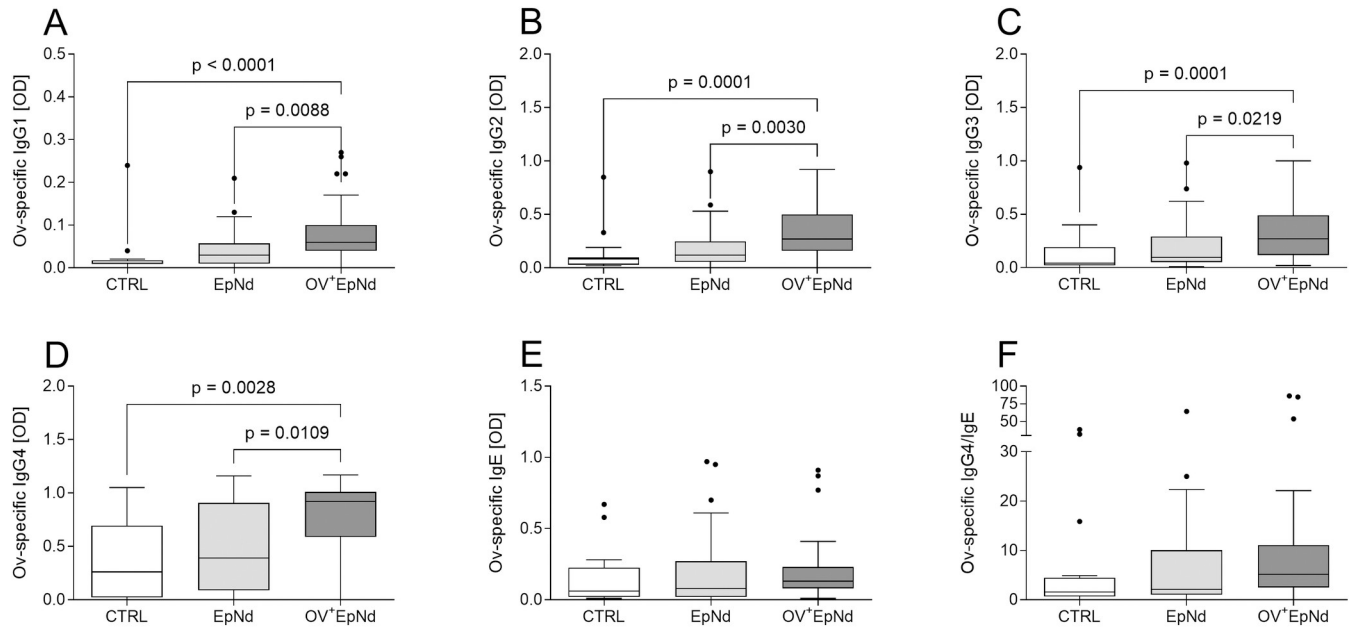 A
Ov-specific IgG1 [OD]
0.5
0.4
0.3
0.2
0.1
0.0
p < 0.0001
p = 0.0088
CTRL
EpNd
OV⁺EpNd
B
Ov-specific IgG2 [OD]
2.0
1.5
1.0
0.5
0.0
p = 0.0001
p = 0.0030
CTRL
EpNd
OV⁺EpNd
C
Ov-specific IgG3 [OD]
2.0
1.5
1.0
0.5
0.0
p = 0.0001
p = 0.0219
CTRL
EpNd
OV⁺EpNd
D
Ov-specific IgG4 [OD]
2.0
1.5
1.0
0.5
0.0
p = 0.0028
p = 0.0109
CTRL
EpNd
OV⁺EpNd
E
Ov-specific IgE [OD]
1.5
1.0
0.5
0.0
CTRL
EpNd
OV⁺EpNd
F
Ov-specific IgG4/IgE
100
75
50
30
20
10
0
CTRL
EpNd
OV⁺EpNd